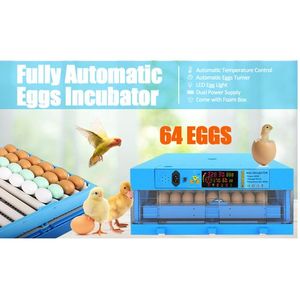 Fully Automatic
Eggs Incubator
Automatic Temperature Control
Automatic Eggs Turner
LED Egg Light
Dual Power Supply
Come with Foam Box
64 EGGS